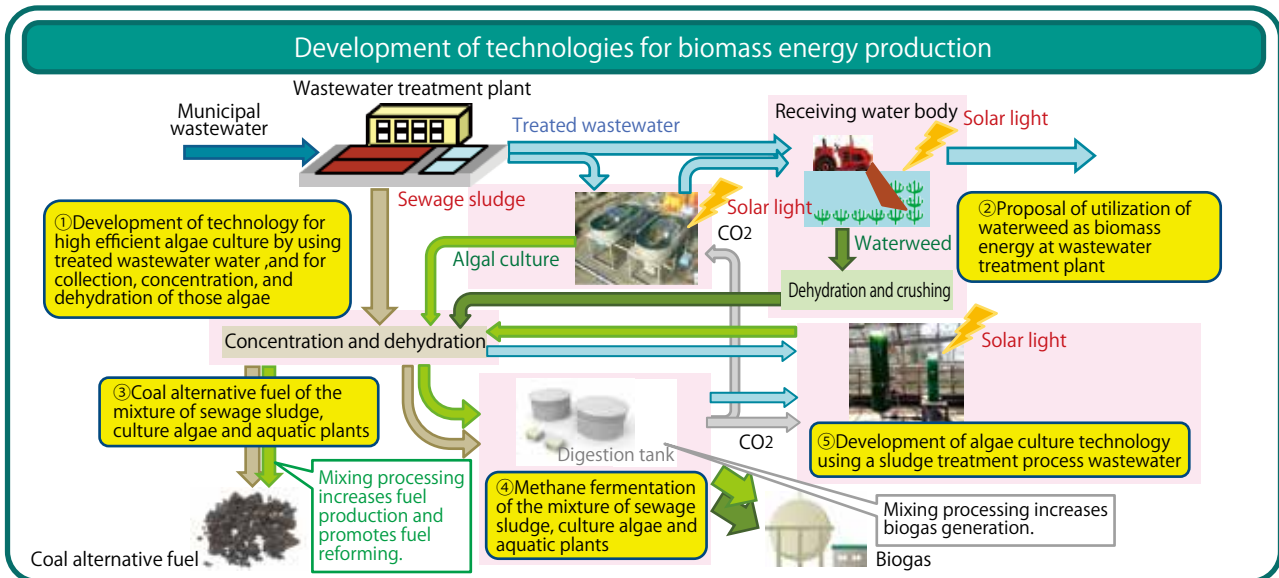 Development of technologies for biomass energy production
Wastewater treatment plant
Municipal
wastewater
Treated wastewater
Receiving water body
Solar light
Sewage sludge
Solar light
CO2
①Development of technology for
high efficient algae culture by using
treated wastewater water ,and for
collection, concentration, and
dehydration of those algae
Algal culture
Waterweed
②Proposal of utilization of
waterweed as biomass
energy at wastewater
treatment plant
Dehydration and crushing
Concentration and dehydration
Solar light
③Coal alternative fuel of the
mixture of sewage sludge,
culture algae and aquatic plants
Digestion tank
CO2
⑤Development of algae culture technology
using a sludge treatment process wastewater
Mixing processing
increases fuel
production and
promotes fuel
reforming.
④Methane fermentation
of the mixture of sewage
sludge, culture algae and
aquatic plants
Mixing processing increases
biogas generation.
Coal alternative fuel
Biogas